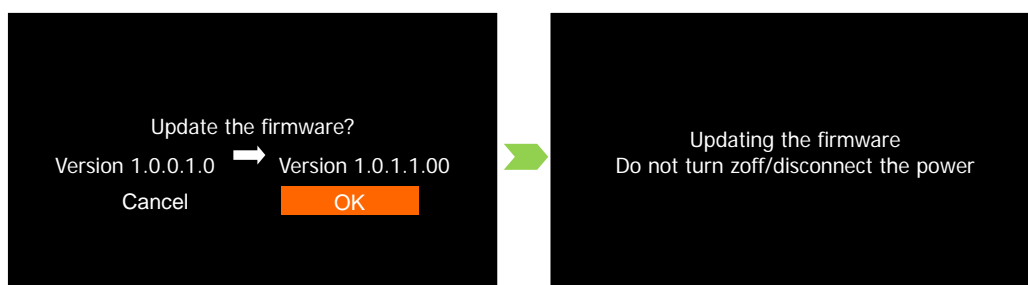 Update the firmware?
Version 1.0.0.1.0 Version 1.0.1.1.00
Cancel OK
Updating the firmware
Do not turn zoff/disconnect the power